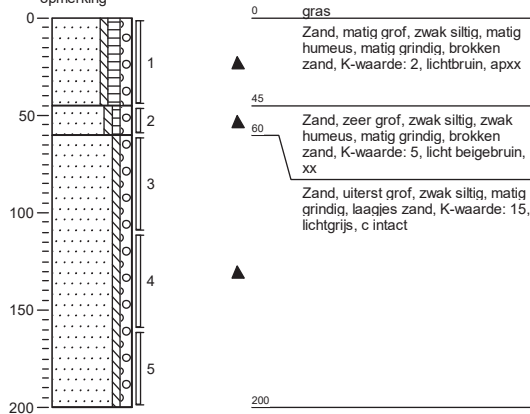 opmerking
0
50
100
150
200
1
2
3
4
5
0 gras
Zand, matig grof, zwak siltig, matig
humeus, matig grindig, brokken
zand, K-waarde: 2, lichtbruin, apxx
45
Zand, zeer grof, zwak siltig, zwak
humeus, matig grindig, brokken
zand, K-waarde: 5, licht beigebruin,
xx
60
Zand, uiterst grof, zwak siltig, matig
grindig, laagjes zand, K-waarde: 15,
lichtgrijs, c intact
200